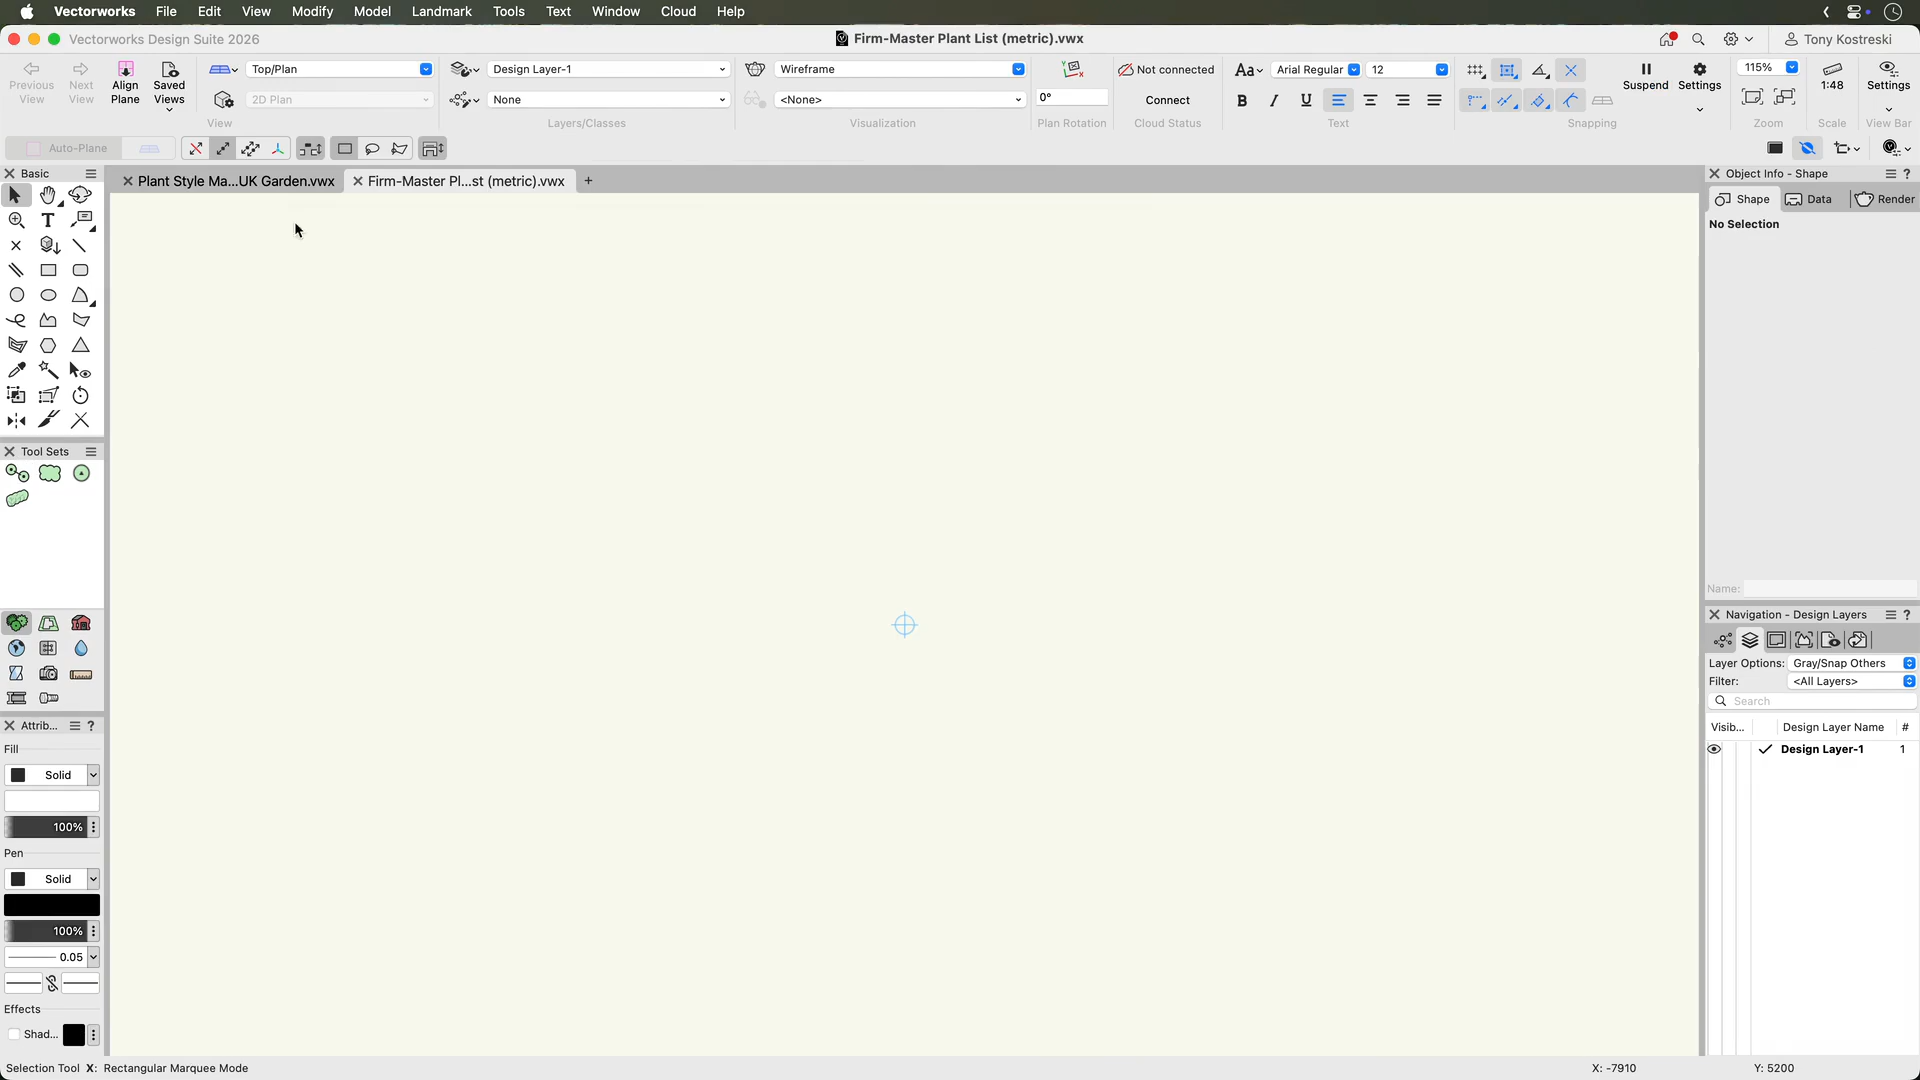 Vectorworks File Edit View Modify Model Landmark Tools Text Window Cloud Help
Vectorworks Design Suite 2026
Firm-Master Plant List (metric).vwx
Tony Kostreski
Previous View
Next View
Align Plane
Saved Views
Top/Plan
2D Plan
View
Design Layer-1
None
Layers/Classes
Wireframe
<None>
Visualization
0°
Plan Rotation
Not connected
Connect
Cloud Status
Aa
Arial Regular
12
B I U
Text
Snapping
Suspend
Settings
115%
Zoom
1:48
Scale
Settings
View Bar
Auto-Plane
Basic
Plant Style Ma...UK Garden.vwx
Firm-Master Pl...st (metric).vwx
Object Info - Shape
Shape
Data
Render
No Selection
Tool Sets
Name:
Navigation - Design Layers
Layer Options: Gray/Snap Others
Filter: <All Layers>
Search
Visib... Design Layer Name #
Design Layer-1 1
Attrib...
Fill
Solid
100%
Pen
Solid
100%
0.05
Effects
Shad...
Selection Tool X: Rectangular Marquee Mode
X: -7910
Y: 5200